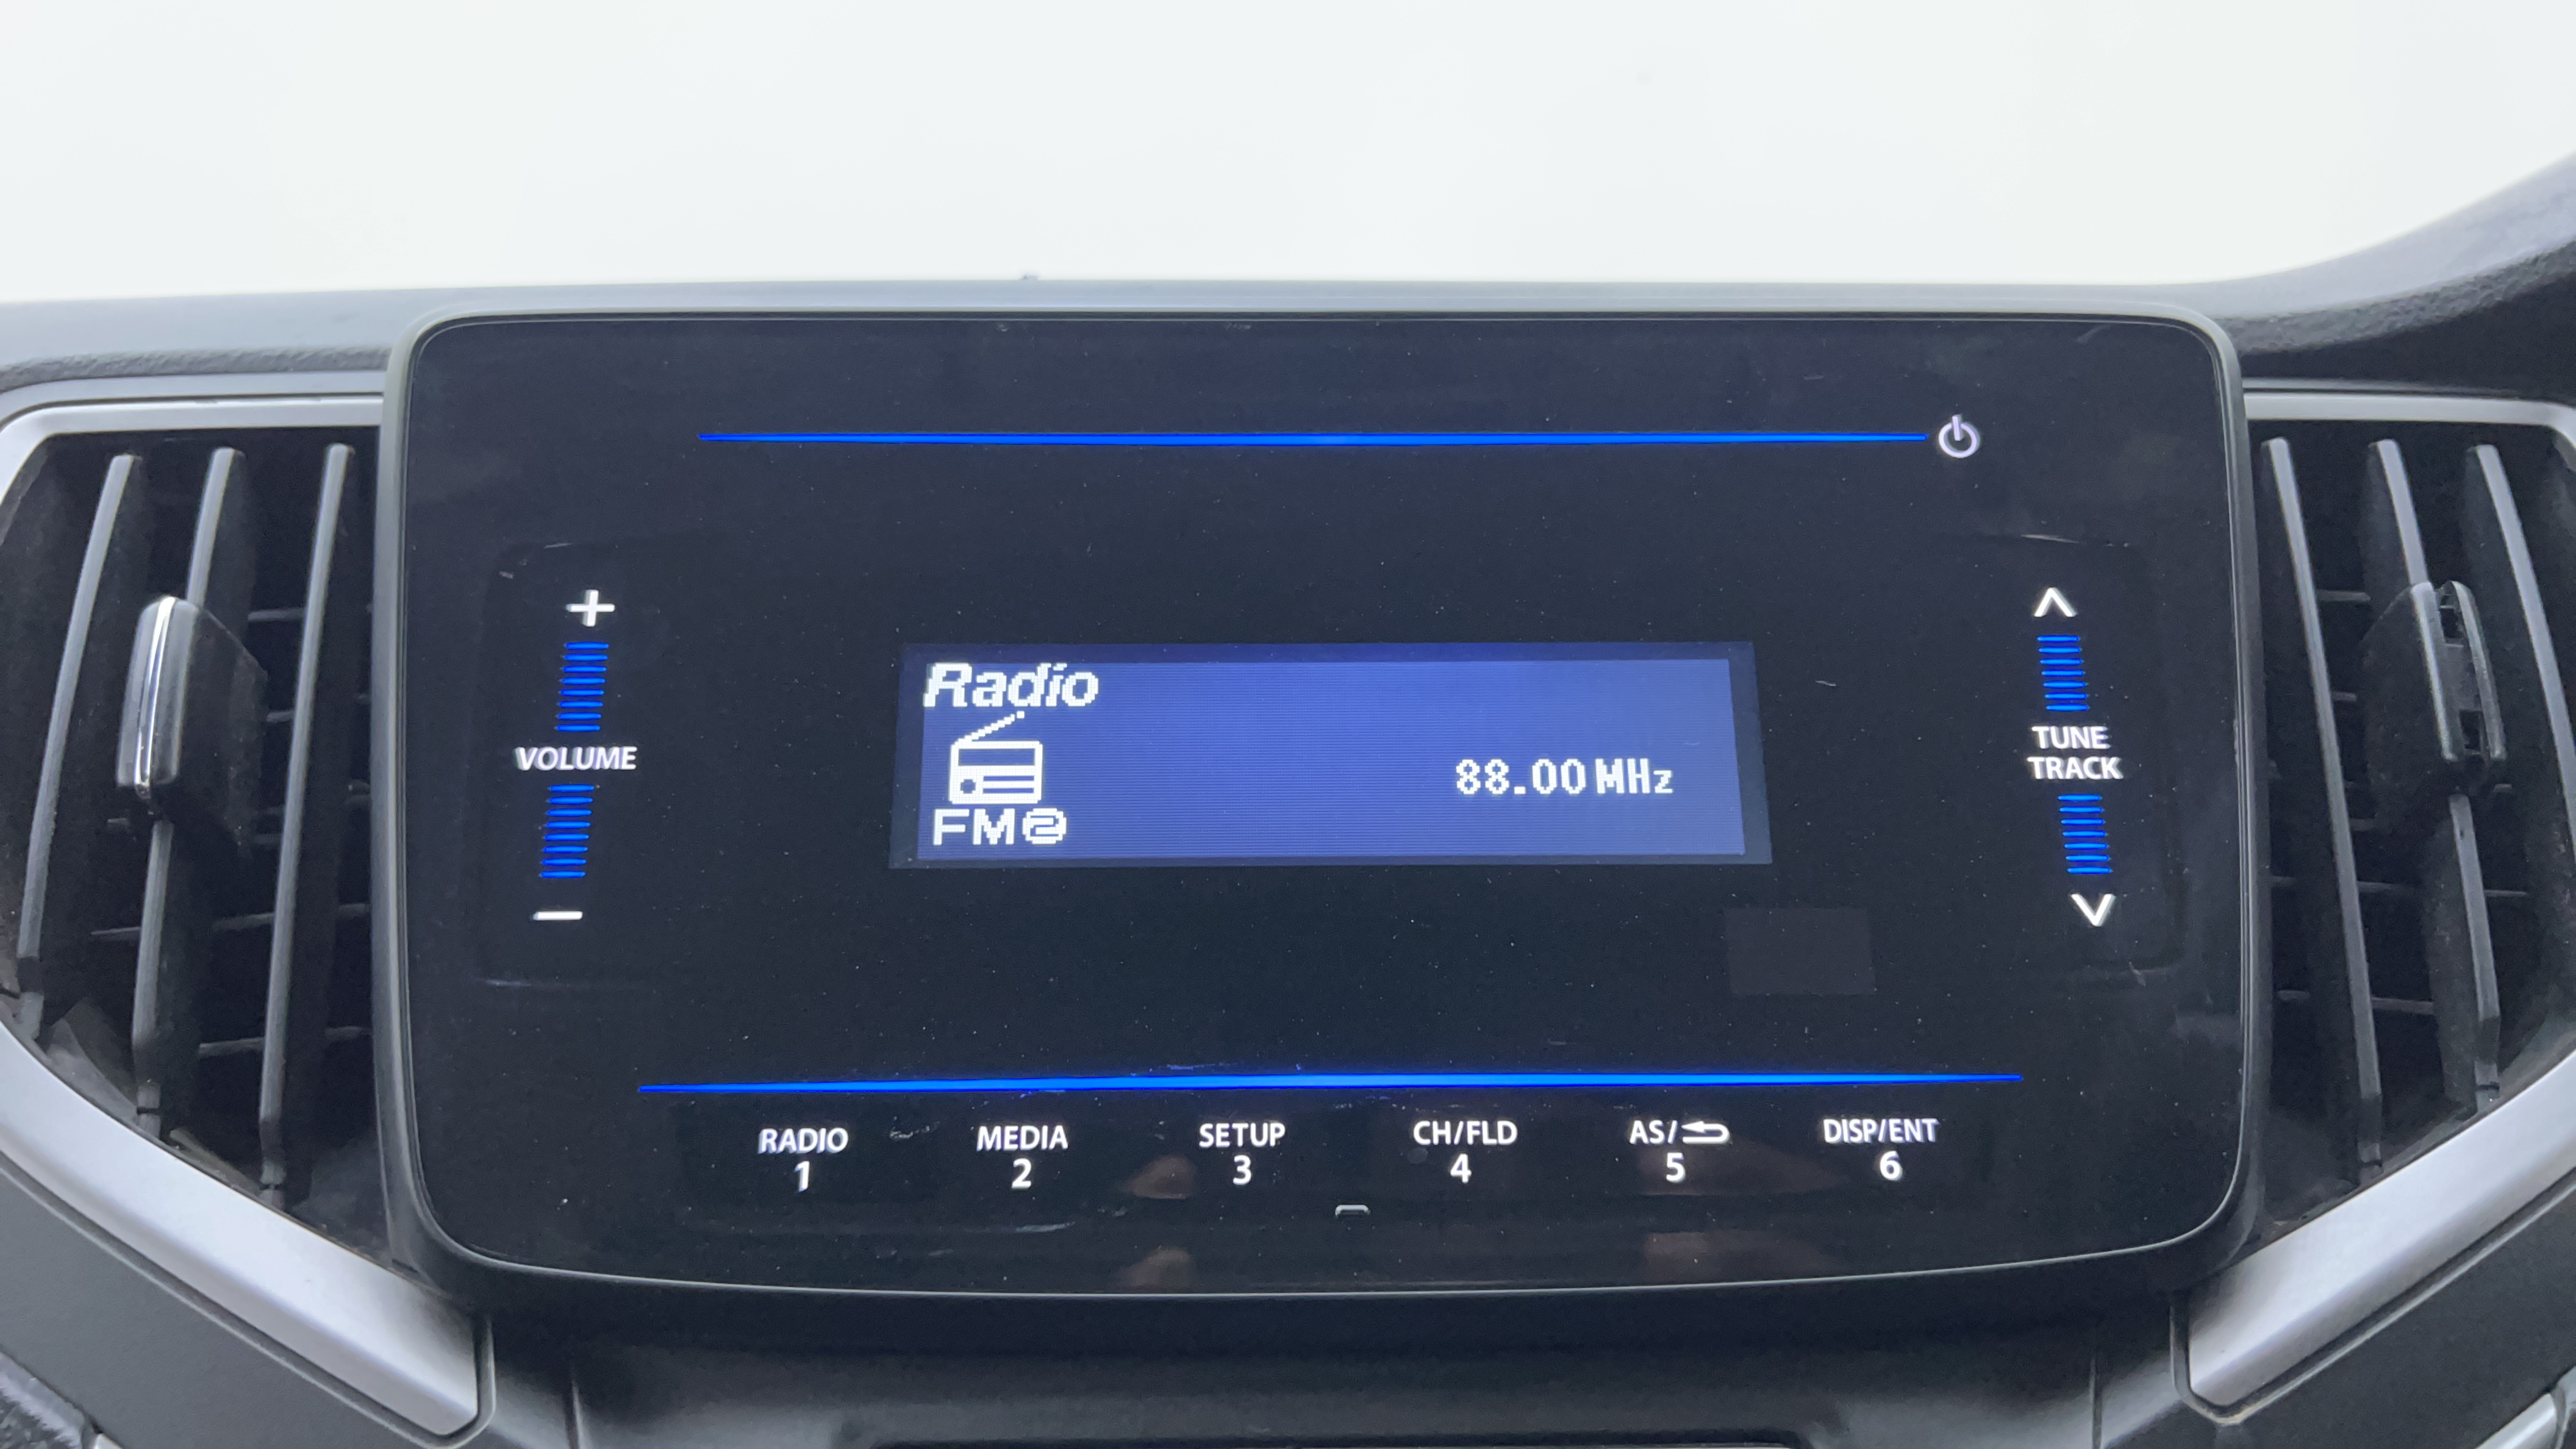 +
VOLUME
−
Radio
88.00 MHz
FM2
TUNE
TRACK
RADIO
1
MEDIA
2
SETUP
3
CH/FLD
4
AS/
5
DISP/ENT
6